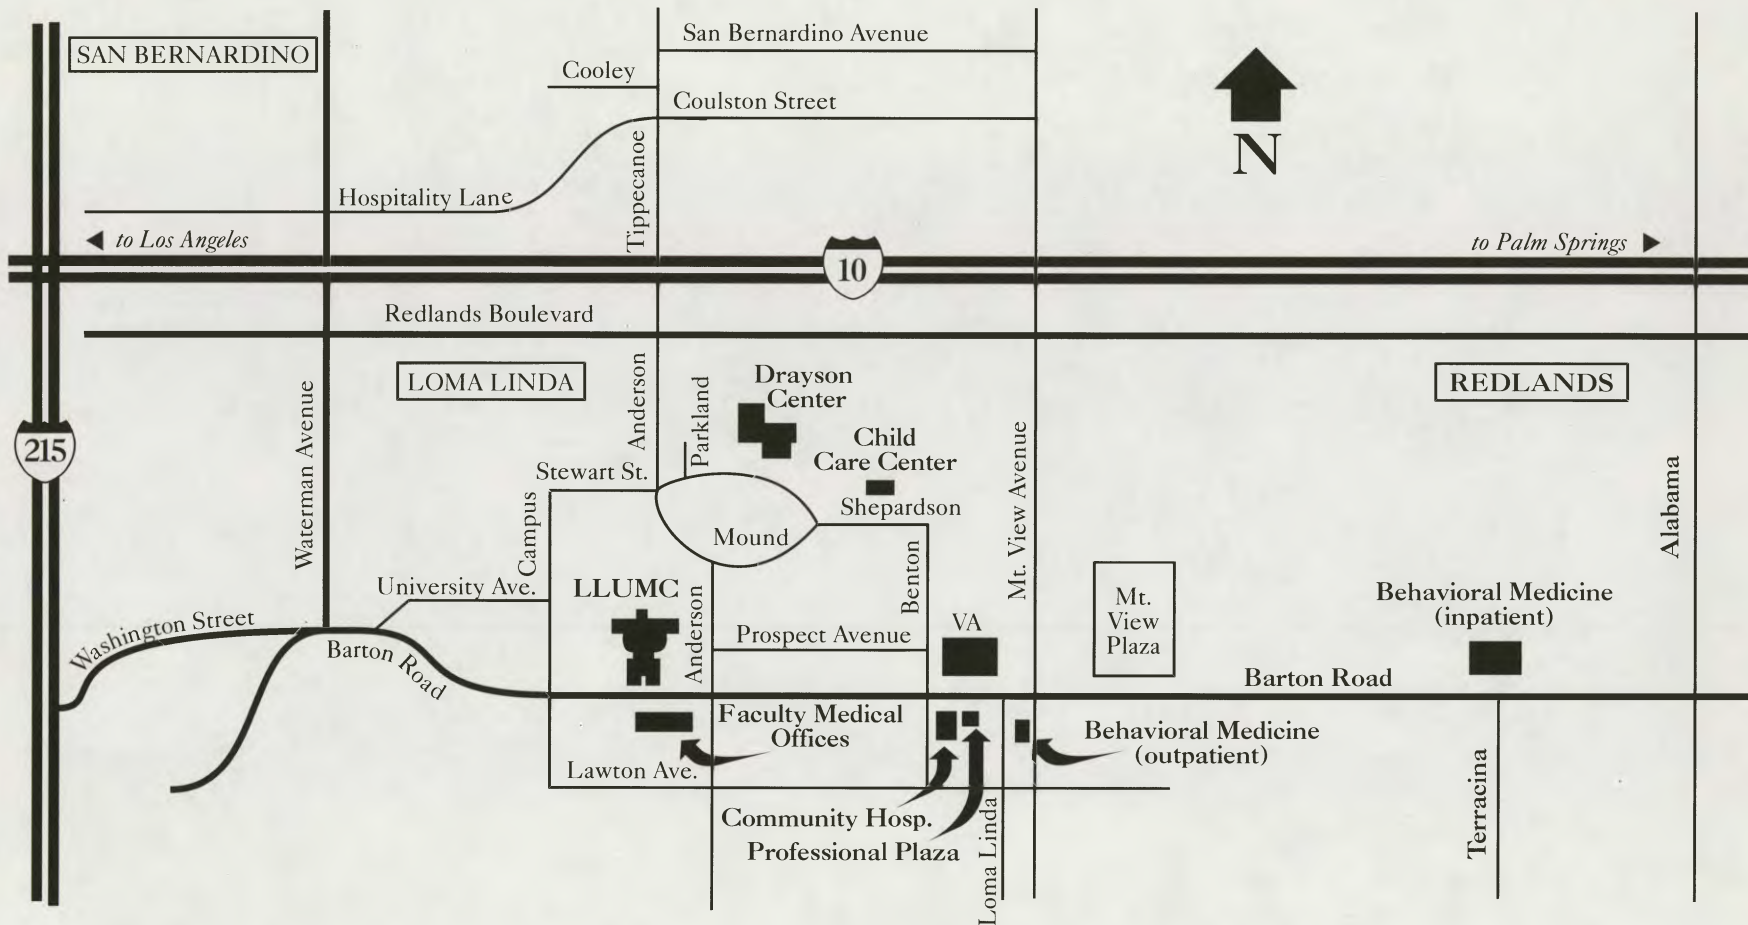 San Bernardino Avenue
SAN BERNARDINO
Cooley
Coulston Street
Tippecanoe
N
Hospitality Lane
to Los Angeles
to Palm Springs
10
Redlands Boulevard
LOMA LINDA
Anderson
Parkland
Drayson
Center
REDLANDS
215
Waterman Avenue
Stewart St.
Child
Care Center
Shepardson
Mt. View Avenue
Alabama
Campus
Mound
Benton
University Ave.
LLUMC
Anderson
Mt.
View
Plaza
Behavioral Medicine
(inpatient)
Washington Street
Barton Road
Prospect Avenue
VA
Barton Road
Faculty Medical
Offices
Behavioral Medicine
(outpatient)
Lawton Ave.
Community Hosp.
Professional Plaza
Loma Linda
Terracina